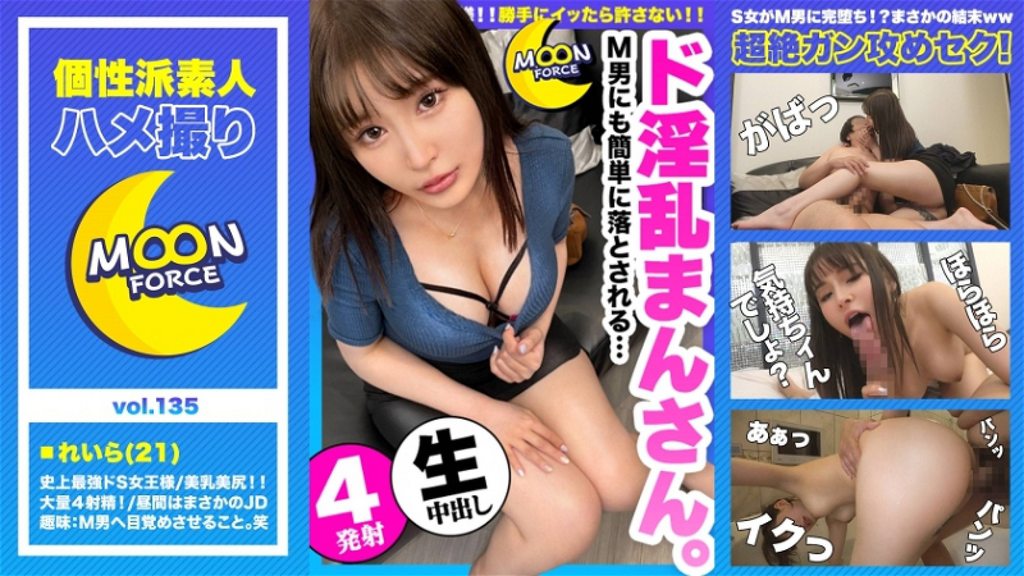 個性派素人
ハメ撮り
MOON
FORCE
vol.135
■れいら(21)
史上最強ドS女王様/美乳美尻！！
大量4射精！/昼間はまさかのJD
趣味：M男へ目覚めさせること。笑
！！勝手にイッたら許さない！！
MOON
FORCE
ド淫乱まんさん。
M男にも簡単に落とされる…
4
発射
生
中出し
S女がM男に完堕ち！？まさかの結末ww
超絶ガン攻めセク！
がばっ
ほらほら
気持ちィん
でしょ？
あぁっ
パンッ
イクっ
パンッ